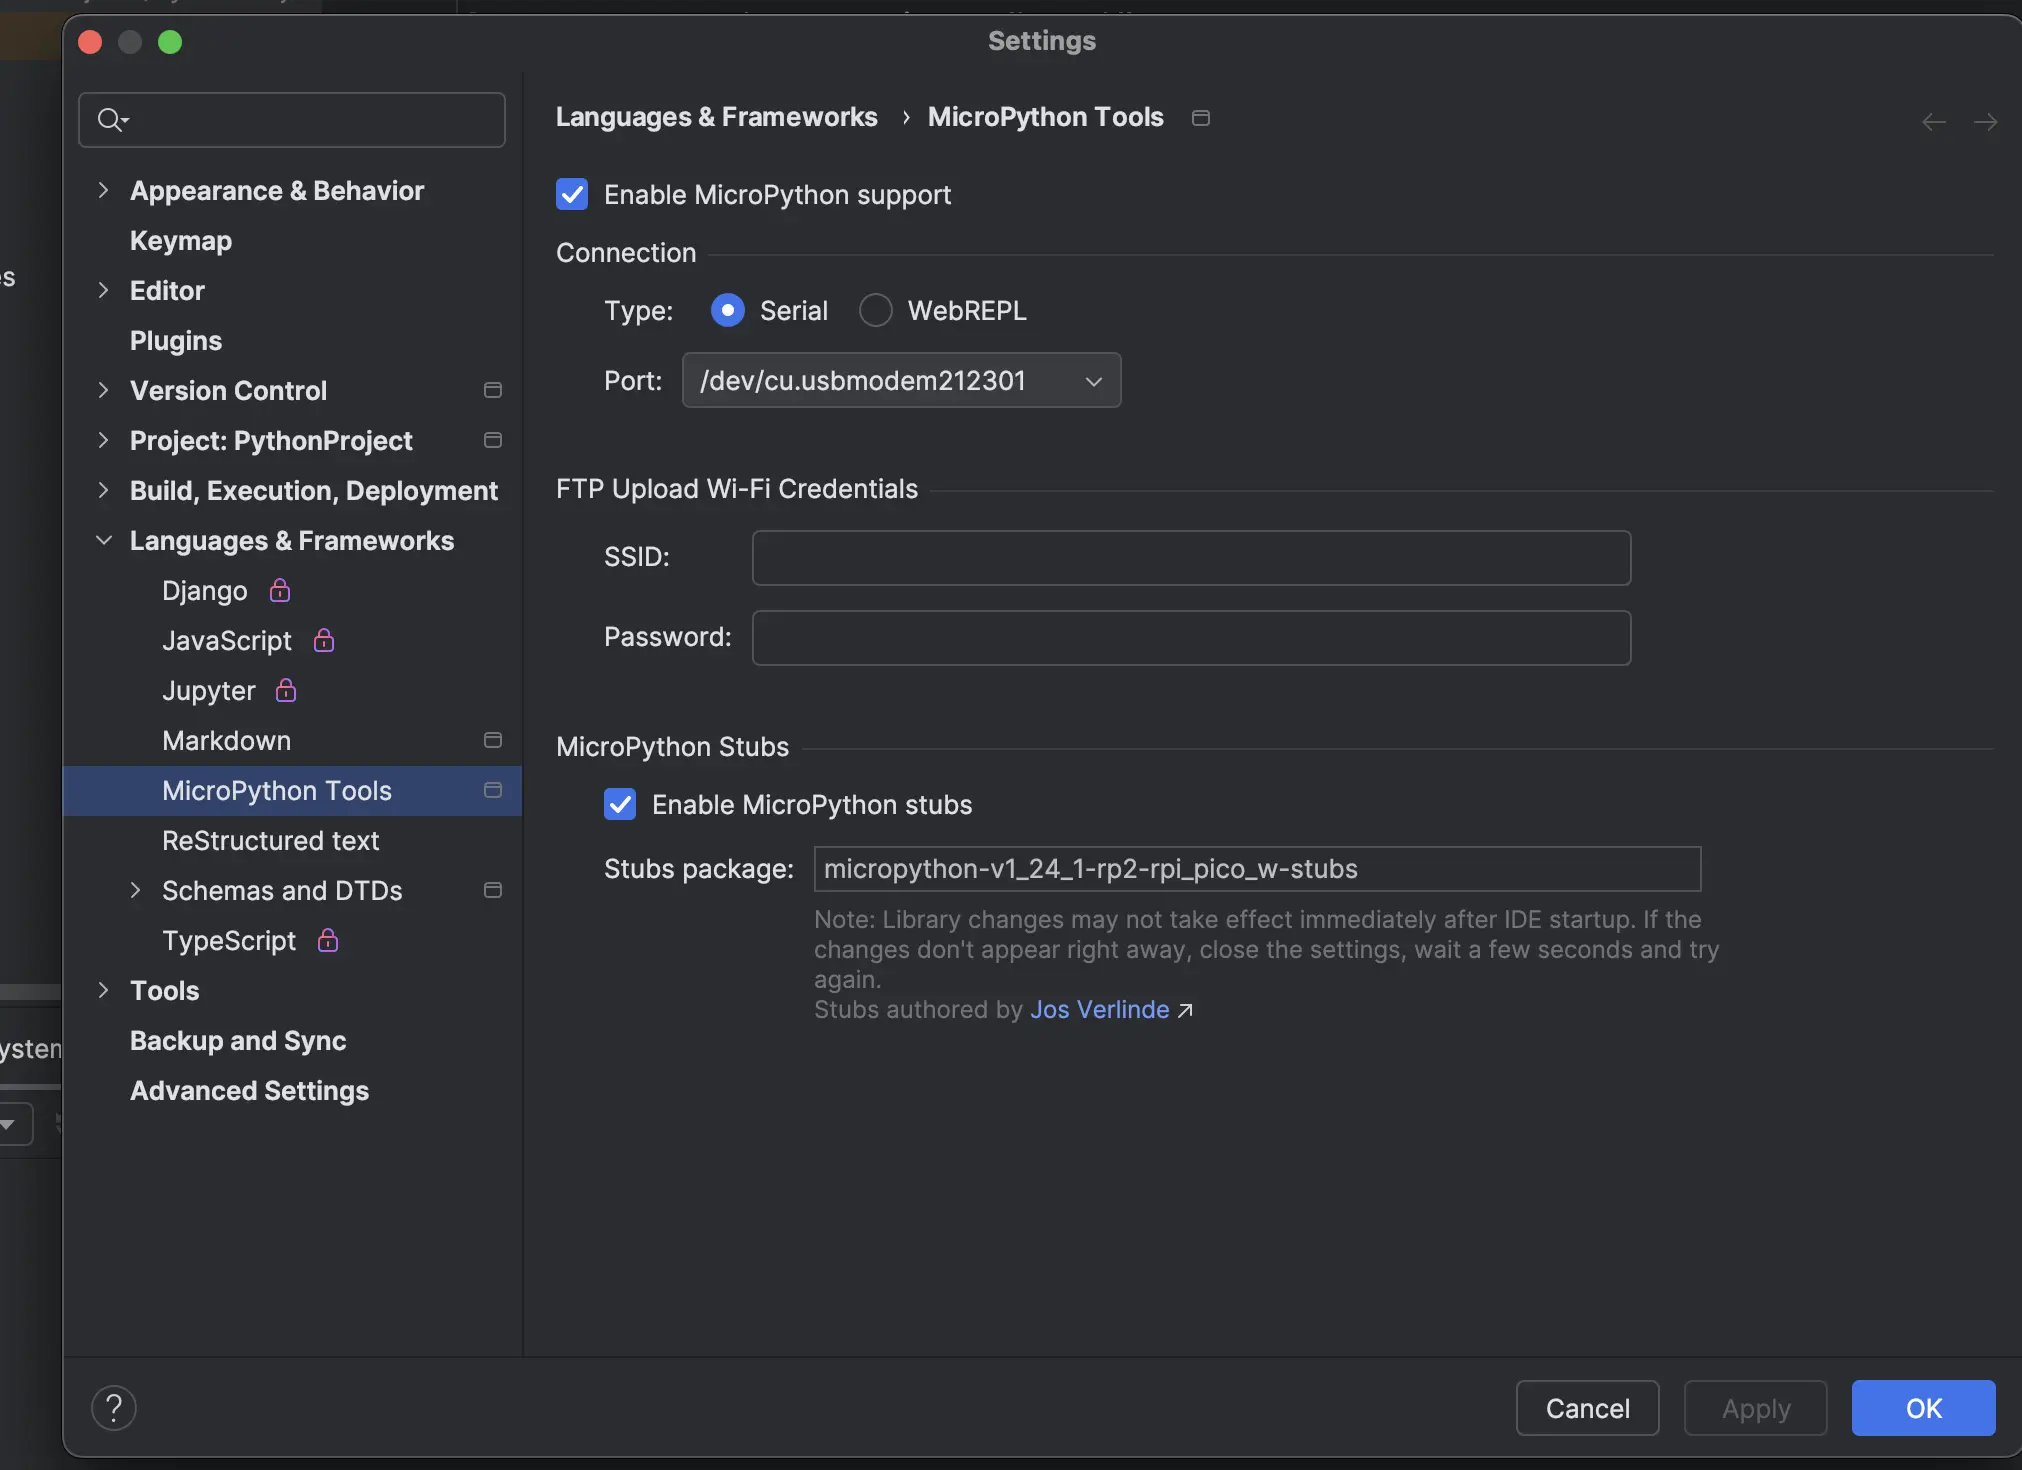 Settings
Appearance & Behavior
Keymap
Editor
Plugins
Version Control
Project: PythonProject
Build, Execution, Deployment
Languages & Frameworks
Django
JavaScript
Jupyter
Markdown
MicroPython Tools
ReStructured text
Schemas and DTDs
TypeScript
Tools
Backup and Sync
Advanced Settings
Languages & Frameworks › MicroPython Tools
Enable MicroPython support
Connection
Type: Serial WebREPL
Port: /dev/cu.usbmodem212301
FTP Upload Wi-Fi Credentials
SSID:
Password:
MicroPython Stubs
Enable MicroPython stubs
Stubs package: micropython-v1_24_1-rp2-rpi_pico_w-stubs
Note: Library changes may not take effect immediately after IDE startup. If the
changes don't appear right away, close the settings, wait a few seconds and try
again.
Stubs authored by Jos Verlinde ↗
?
Cancel Apply OK